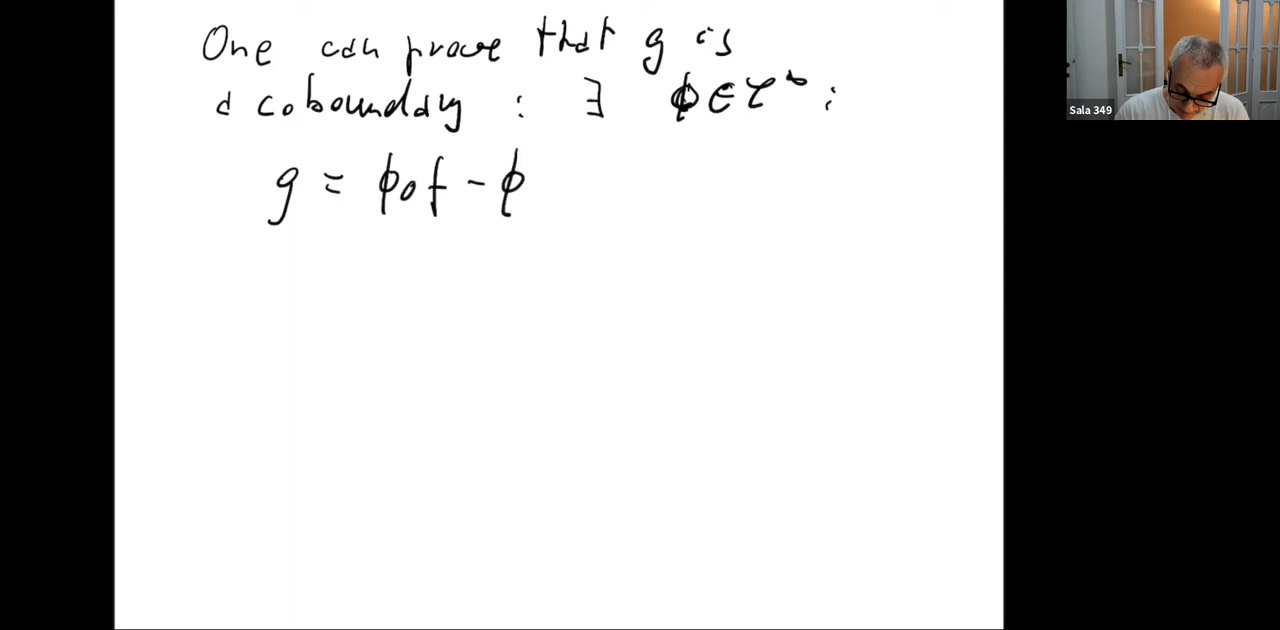 One can prove that g is
a coboundary : ∃ ϕ ∈ C^b :
g = ϕ∘f - ϕ
Sala 349